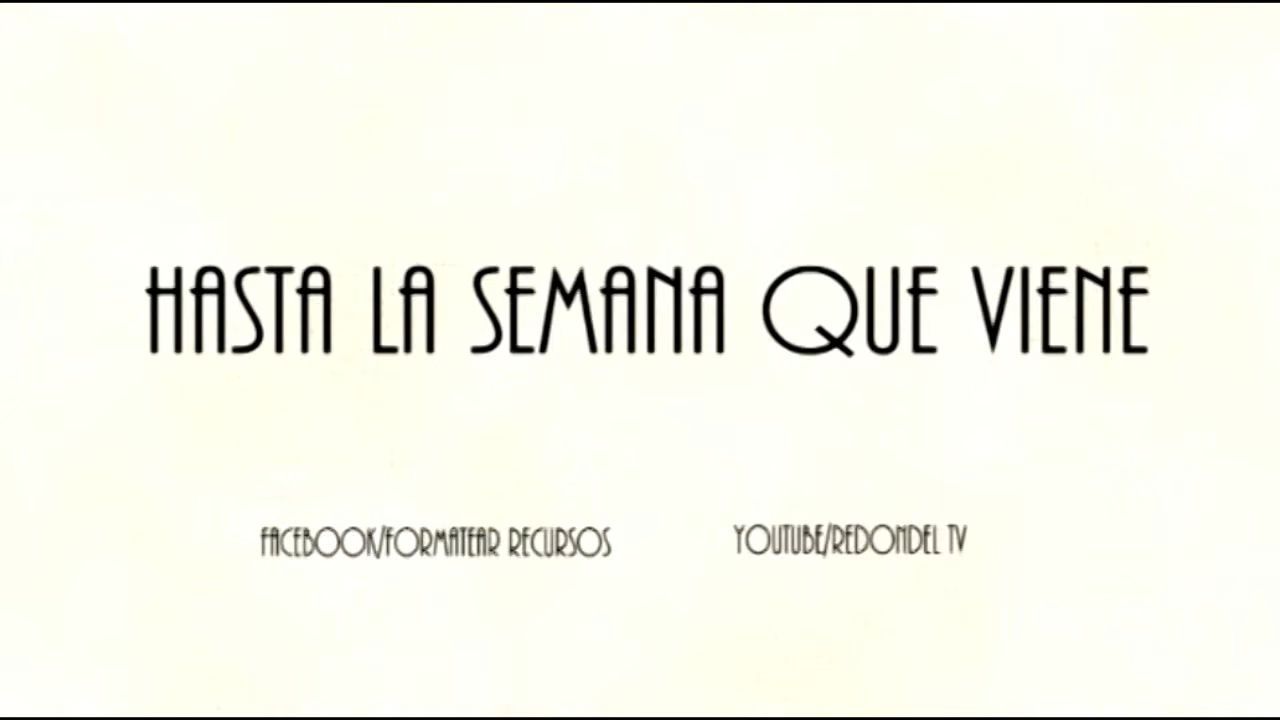 HASTA LA SEMANA QUE VIENE
FACEBOOK/FORMATEAR RECURSOS
YOUTUBE/REDONDEL TV